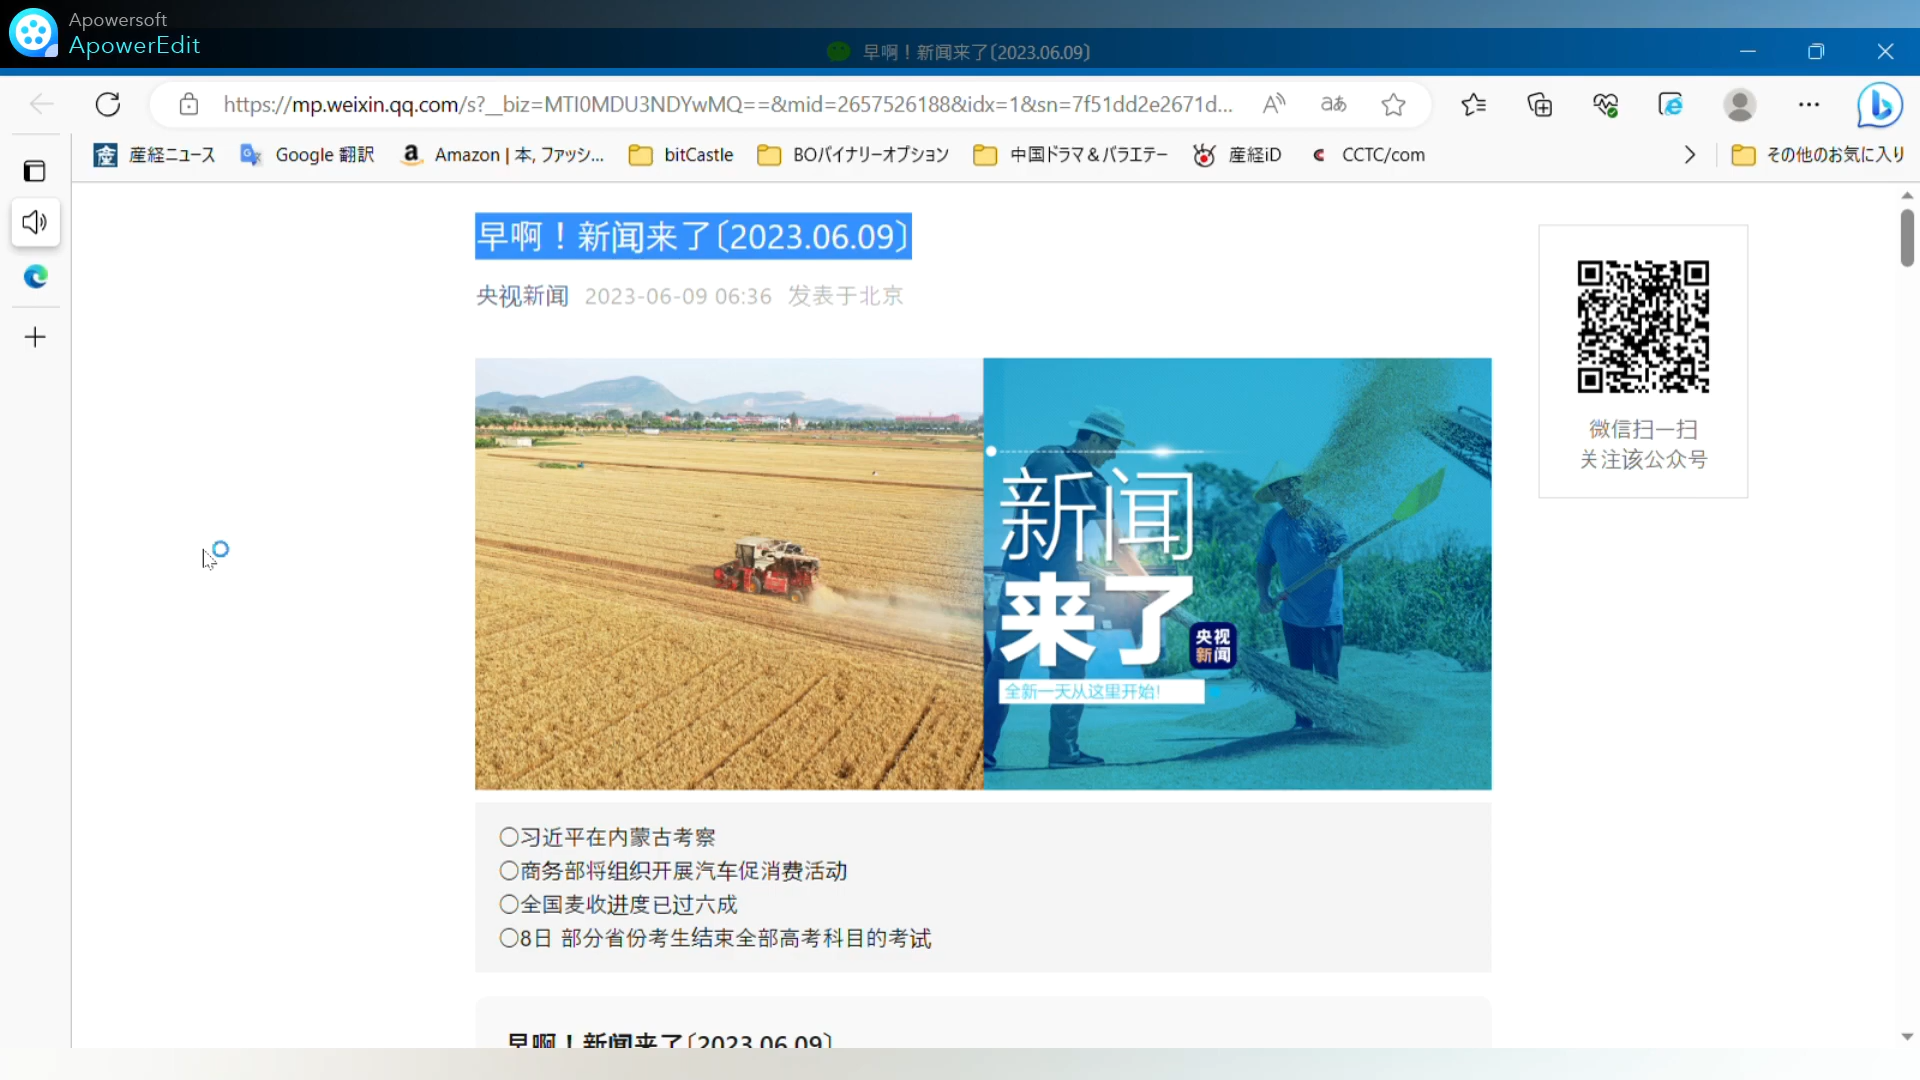 Apowersoft
ApowerEdit
早啊！新闻来了〔2023.06.09〕
https://mp.weixin.qq.com/s?__biz=MTI0MDU3NDYwMQ==&mid=2657526188&idx=1&sn=7f51dd2e2671d...
産経ニュース
Google 翻訳
Amazon | 本, ファッシ...
bitCastle
BOバイナリーオプション
中国ドラマ＆バラエテー
産経iD
CCTC/com
その他のお気に入り
早啊！新闻来了〔2023.06.09〕
央视新闻 2023-06-09 06:36 发表于北京
新闻
来了
央视
新闻
全新一天从这里开始!
微信扫一扫
关注该公众号
〇习近平在内蒙古考察
〇商务部将组织开展汽车促消费活动
〇全国麦收进度已过六成
〇8日 部分省份考生结束全部高考科目的考试
早啊！新闻来了〔2023.06.09〕